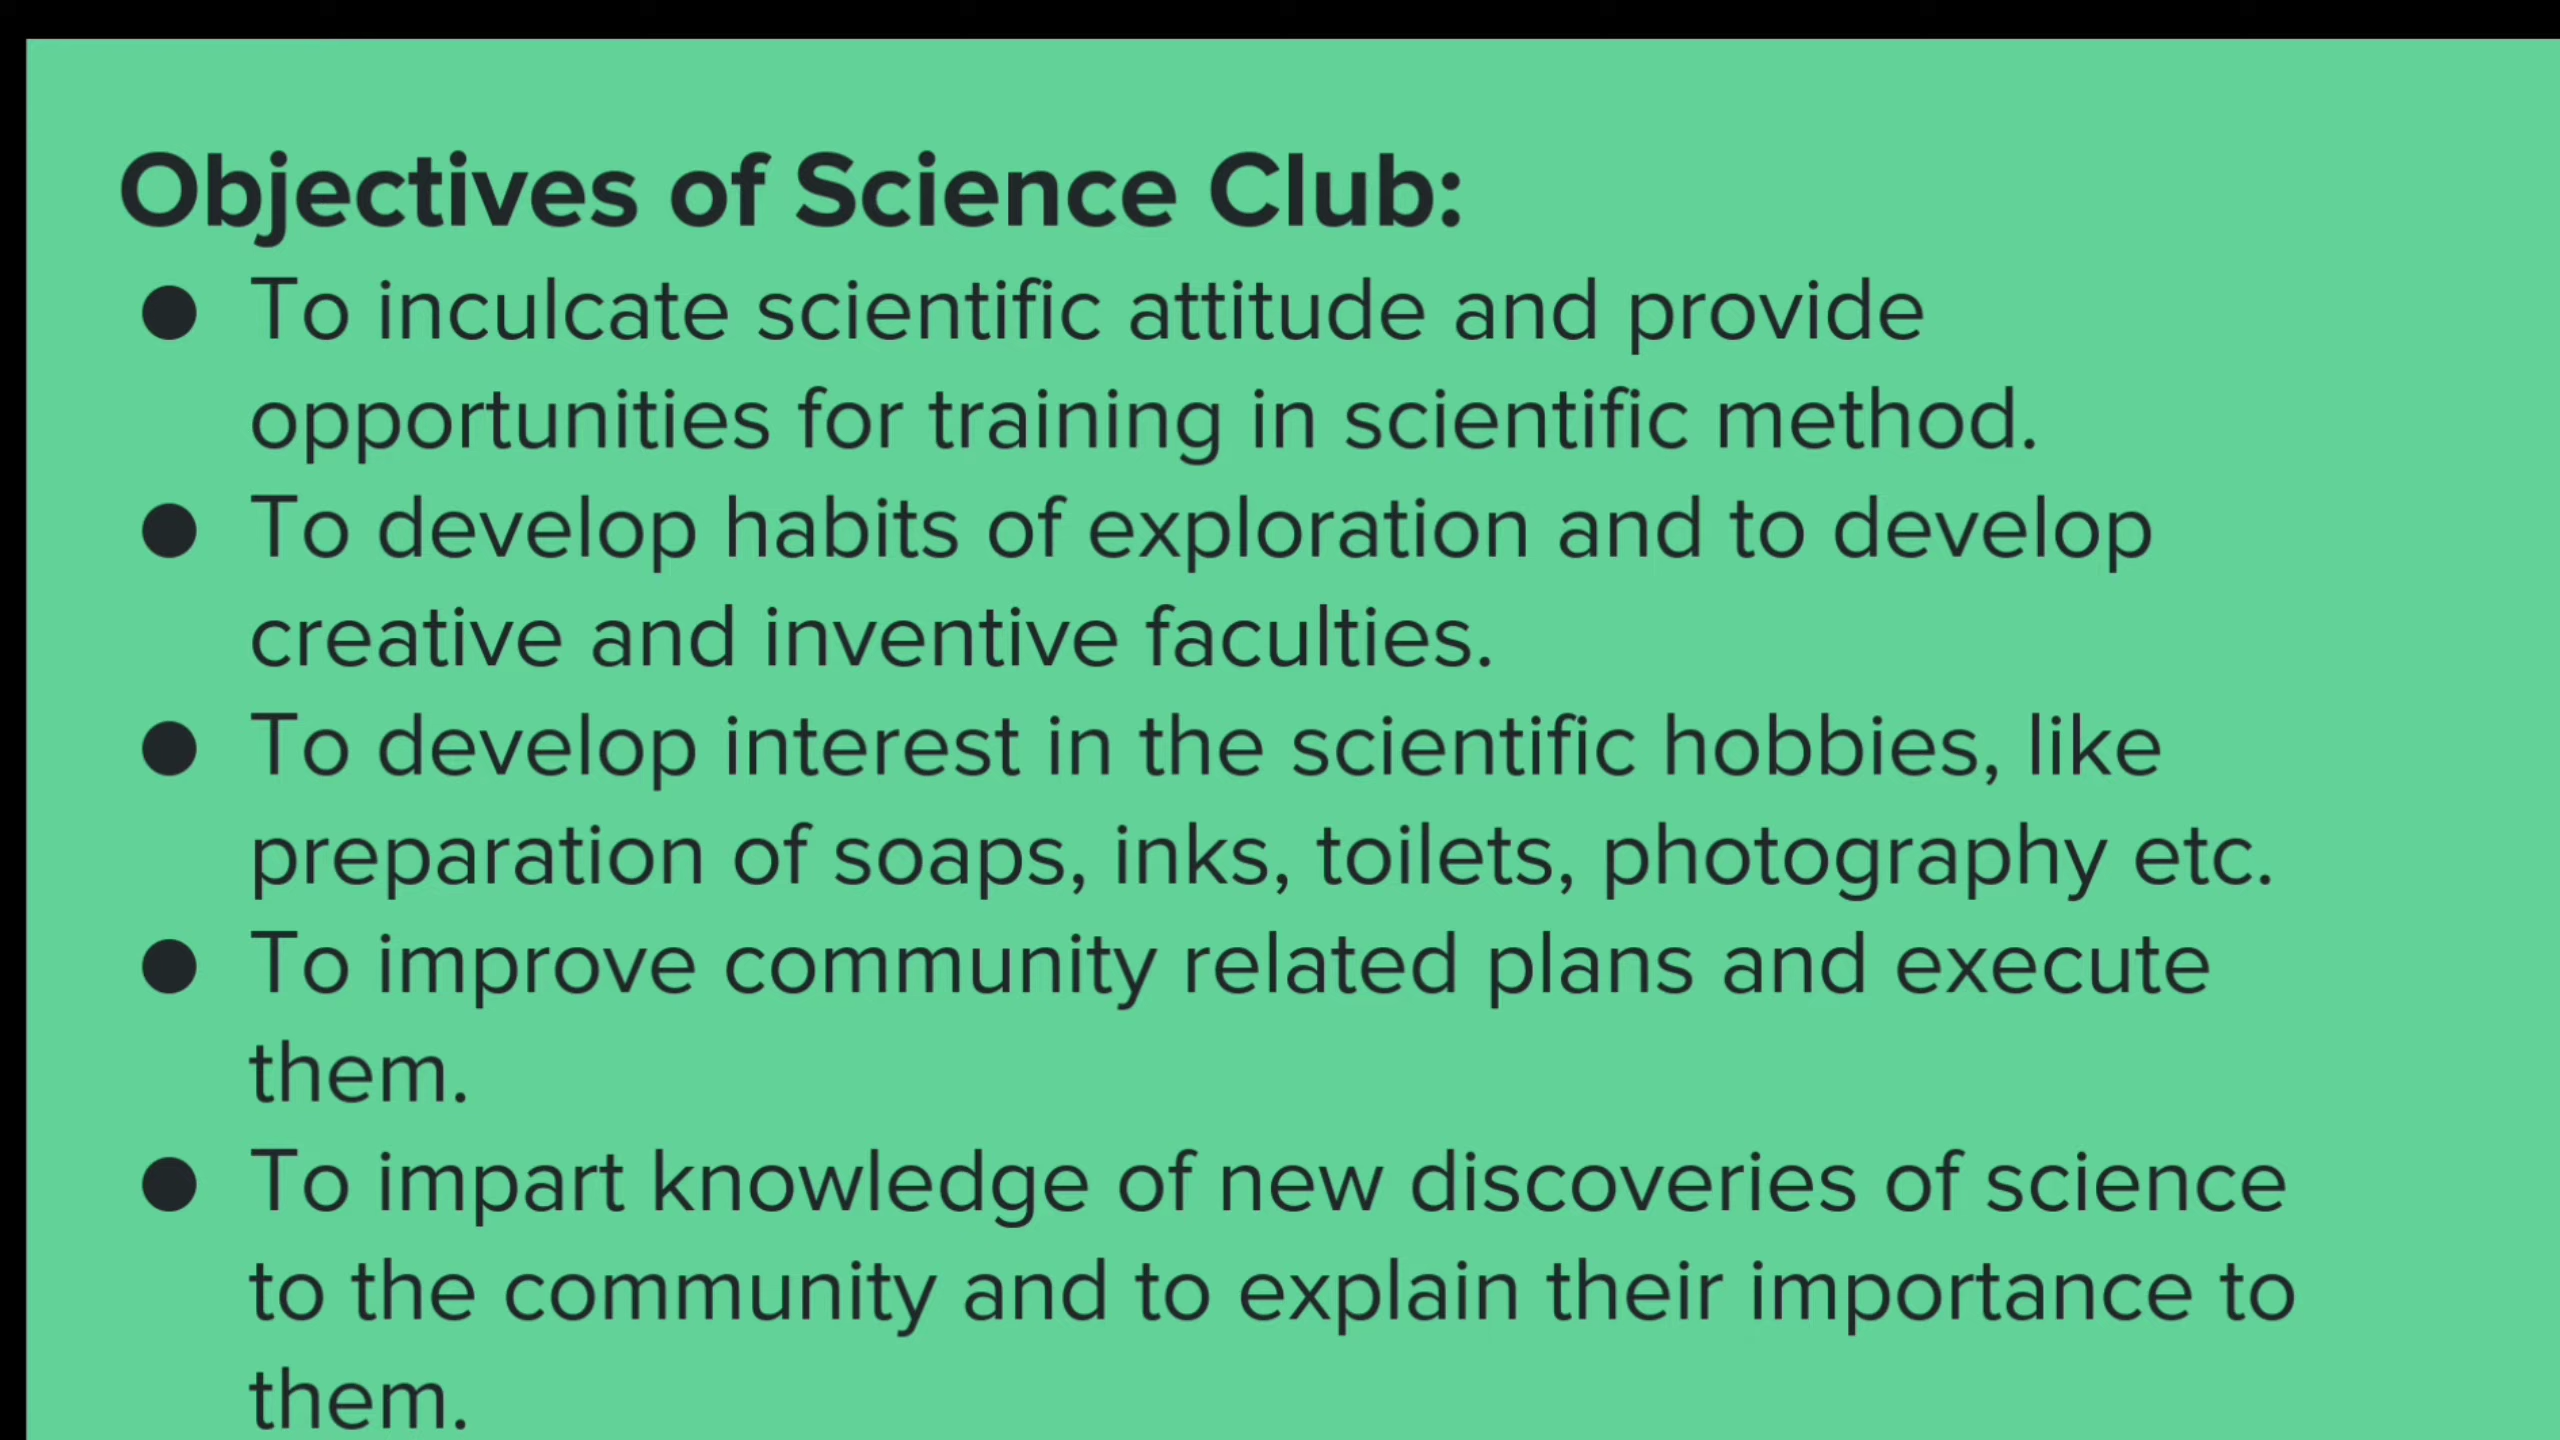 Objectives of Science Club:
● To inculcate scientific attitude and provide
opportunities for training in scientific method.
● To develop habits of exploration and to develop
creative and inventive faculties.
● To develop interest in the scientific hobbies, like
preparation of soaps, inks, toilets, photography etc.
● To improve community related plans and execute
them.
● To impart knowledge of new discoveries of science
to the community and to explain their importance to
them.